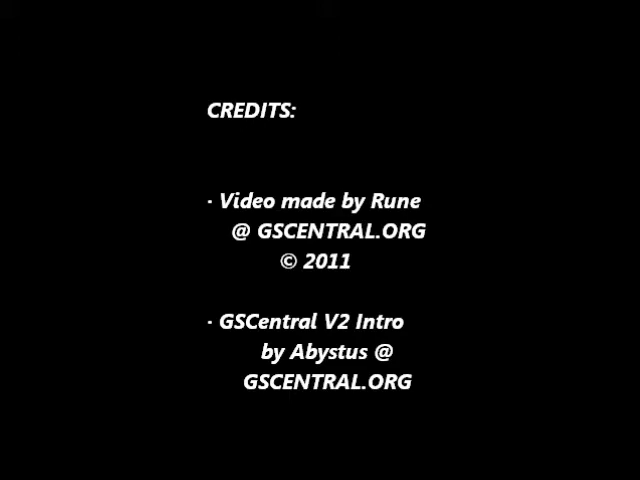 CREDITS:
· Video made by Rune
@ GSCENTRAL.ORG
© 2011
· GSCentral V2 Intro
by Abystus @
GSCENTRAL.ORG